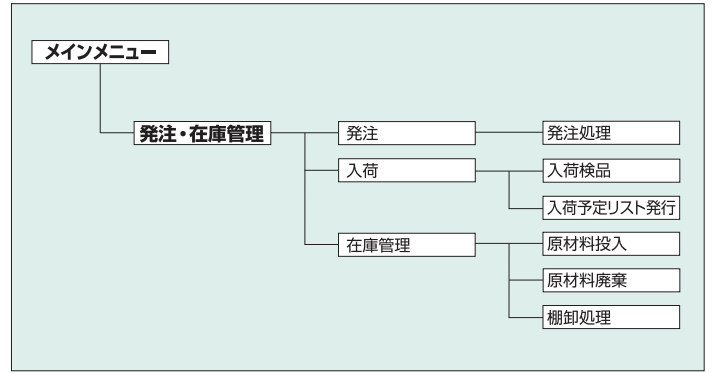 メインメニュー
発注・在庫管理
発注
発注処理
入荷
入荷検品
入荷予定リスト発行
在庫管理
原材料投入
原材料廃棄
棚卸処理